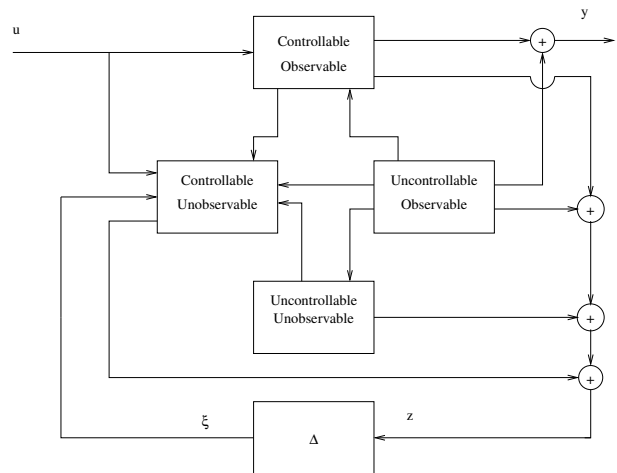 u
y
Controllable
Observable
+
Controllable
Unobservable
Uncontrollable
Observable
+
Uncontrollable
Unobservable
+
+
ξ
Δ
z